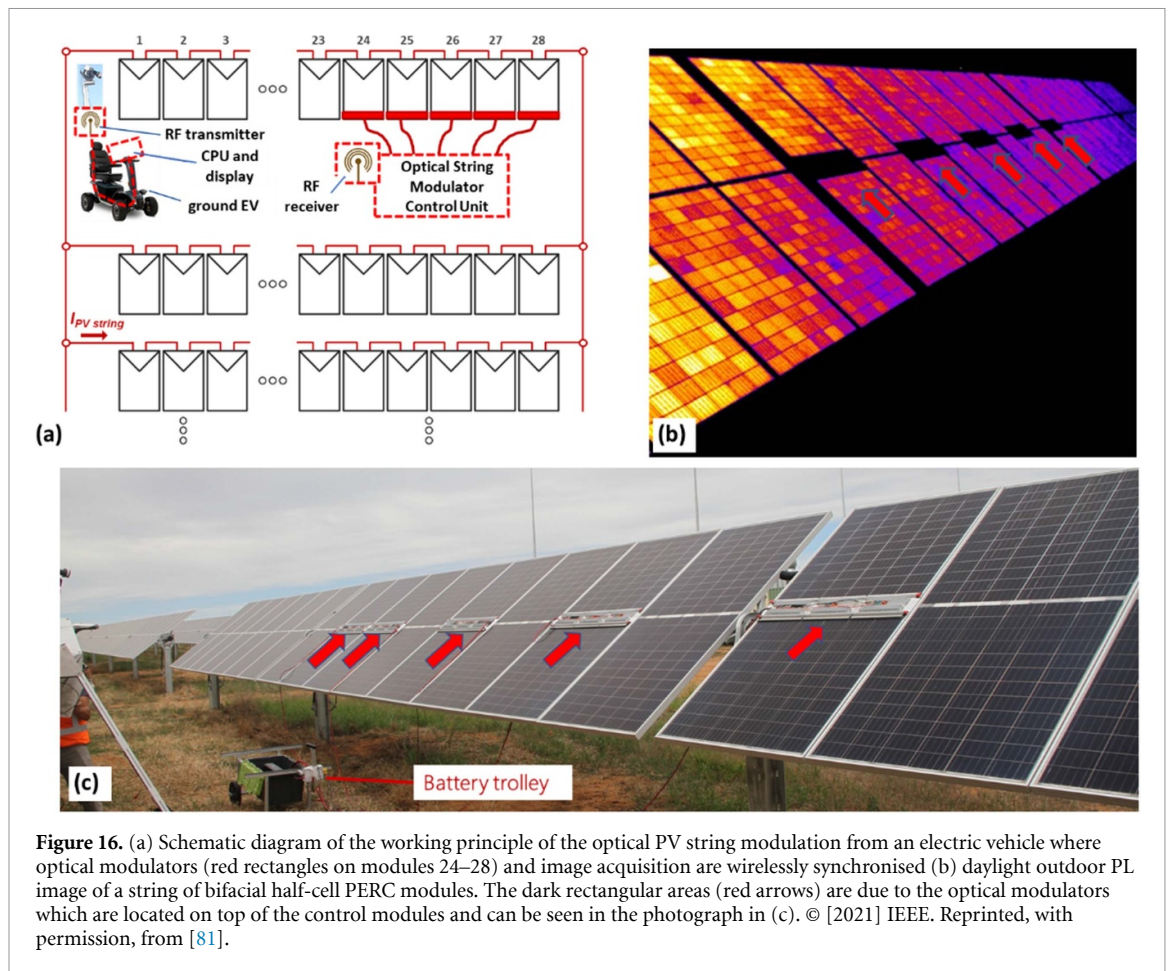 1 2 3 23 24 25 26 27 28
RF transmitter
CPU and
display
ground EV
RF
receiver
Optical String
Modulator
Control Unit
I PV string
(a)
(b)
(c)
Battery trolley
Figure 16. (a) Schematic diagram of the working principle of the optical PV string modulation from an electric vehicle where
optical modulators (red rectangles on modules 24–28) and image acquisition are wirelessly synchronised (b) daylight outdoor PL
image of a string of bifacial half-cell PERC modules. The dark rectangular areas (red arrows) are due to the optical modulators
which are located on top of the control modules and can be seen in the photograph in (c). © [2021] IEEE. Reprinted, with
permission, from [81].